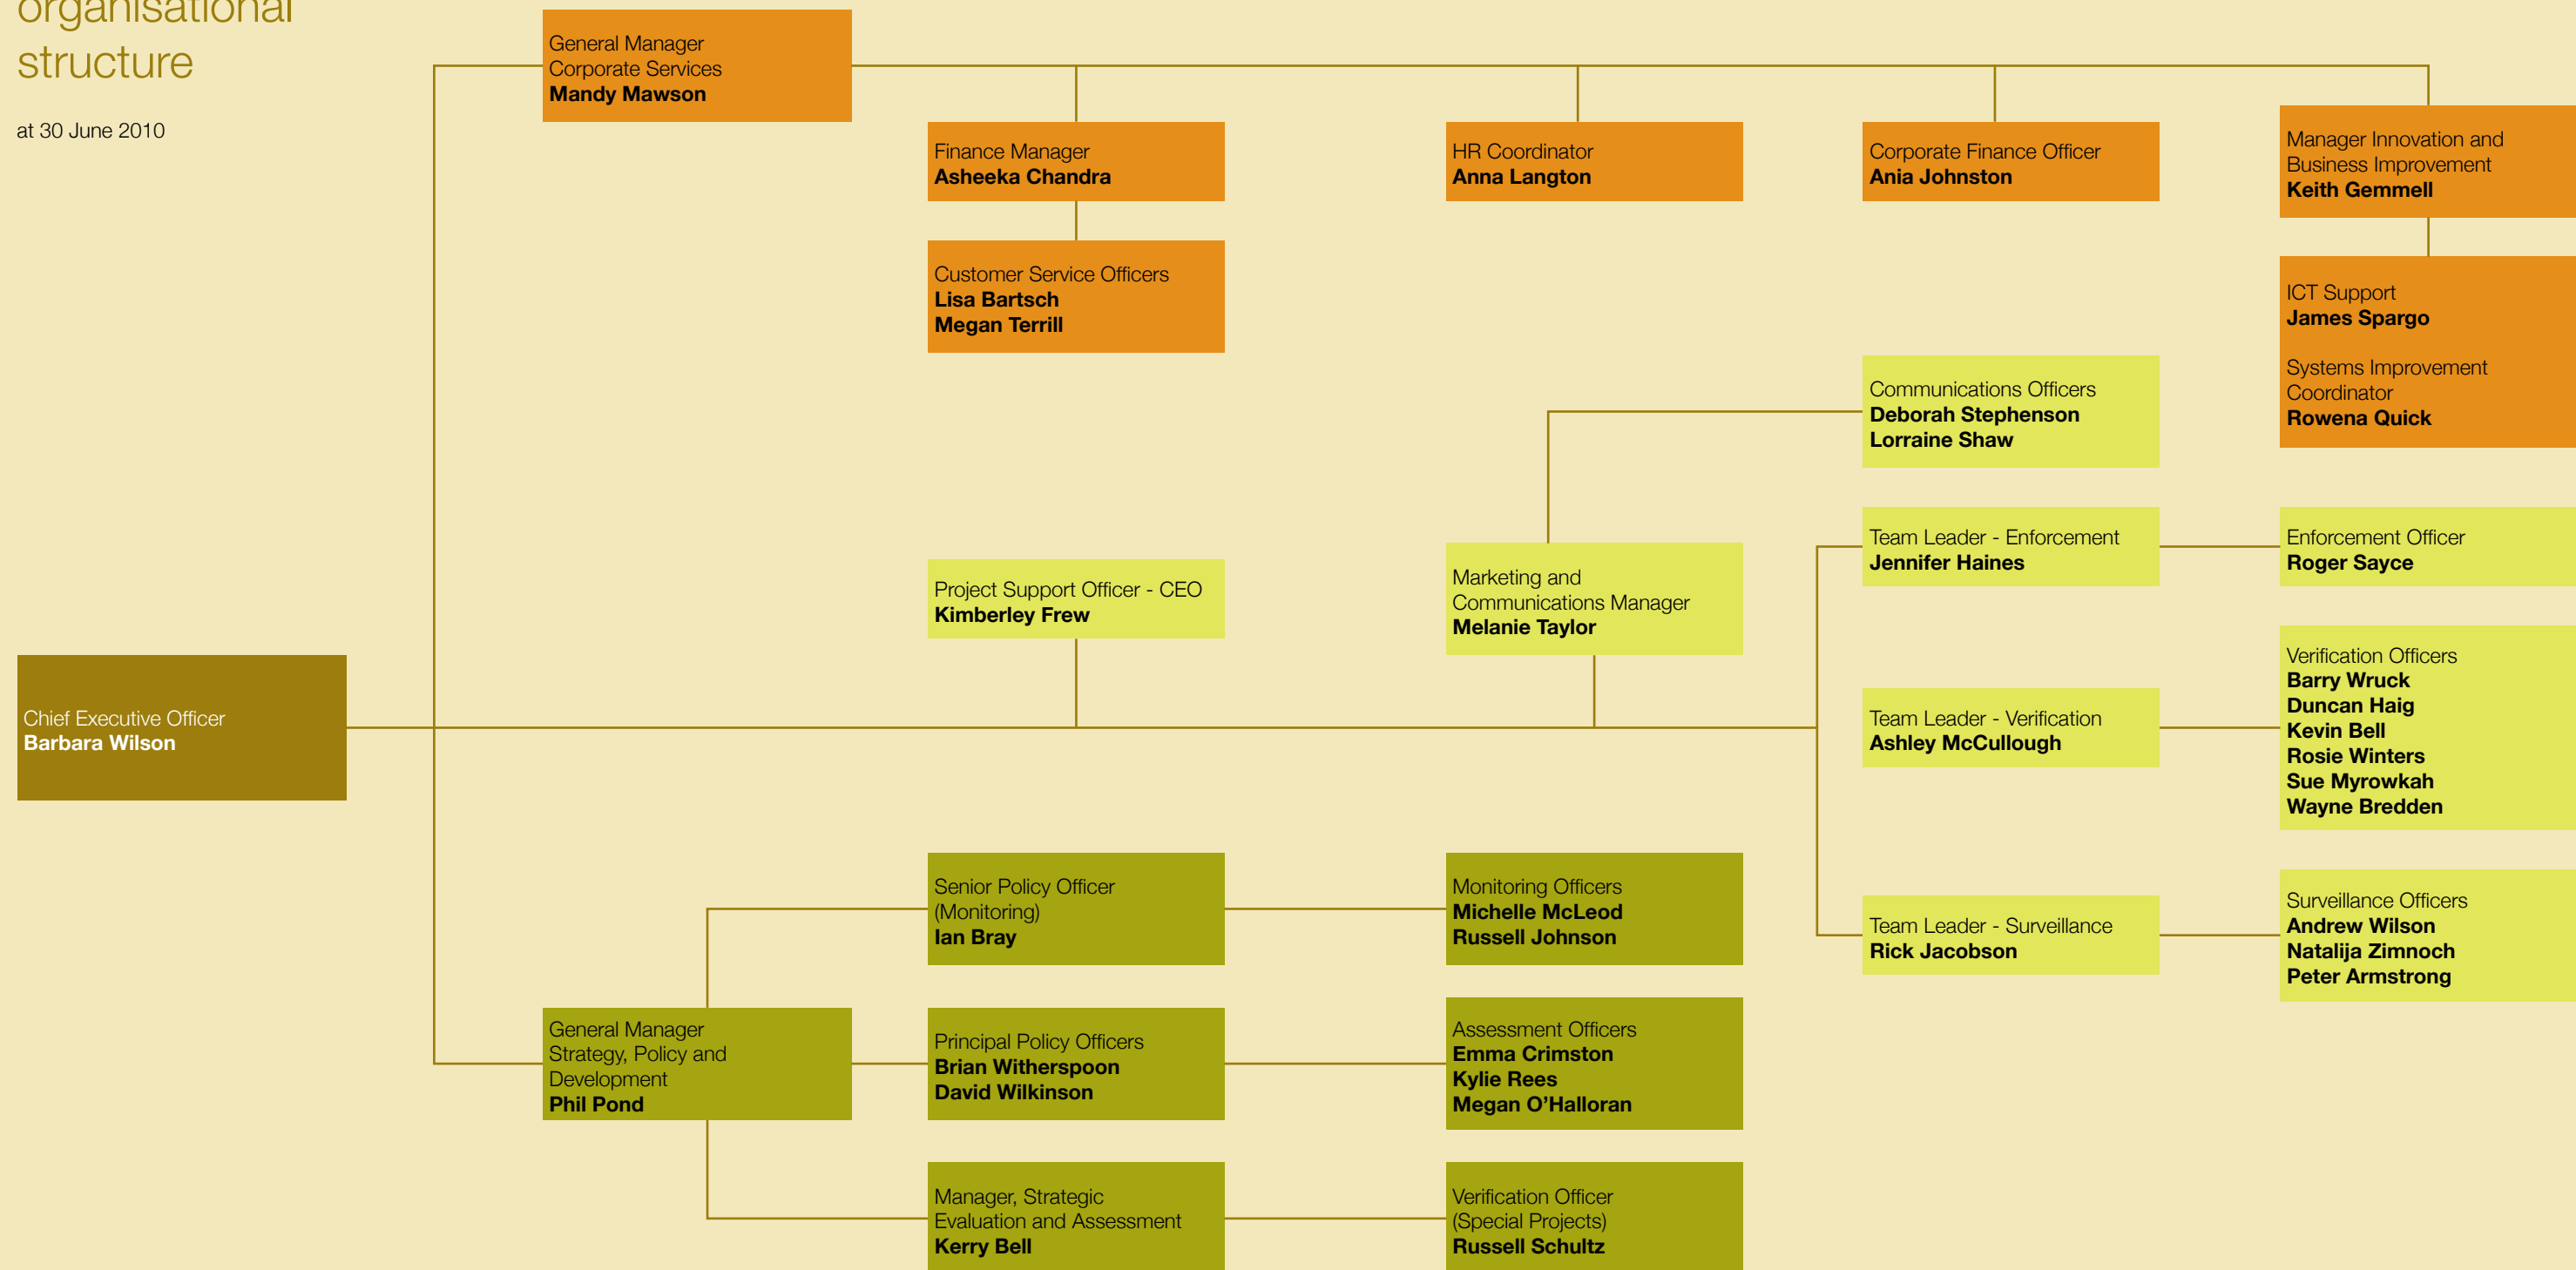 organisational
structure
at 30 June 2010
General Manager
Corporate Services
Mandy Mawson
Finance Manager
Asheeka Chandra
HR Coordinator
Anna Langton
Corporate Finance Officer
Ania Johnston
Manager Innovation and
Business Improvement
Keith Gemmell
Customer Service Officers
Lisa Bartsch
Megan Terrill
ICT Support
James Spargo
Systems Improvement
Coordinator
Rowena Quick
Communications Officers
Deborah Stephenson
Lorraine Shaw
Project Support Officer - CEO
Kimberley Frew
Marketing and
Communications Manager
Melanie Taylor
Team Leader - Enforcement
Jennifer Haines
Enforcement Officer
Roger Sayce
Chief Executive Officer
Barbara Wilson
Team Leader - Verification
Ashley McCullough
Verification Officers
Barry Wruck
Duncan Haig
Kevin Bell
Rosie Winters
Sue Myrowkah
Wayne Bredden
Team Leader - Surveillance
Rick Jacobson
Surveillance Officers
Andrew Wilson
Natalija Zimnoch
Peter Armstrong
Senior Policy Officer
(Monitoring)
Ian Bray
Monitoring Officers
Michelle McLeod
Russell Johnson
General Manager
Strategy, Policy and
Development
Phil Pond
Principal Policy Officers
Brian Witherspoon
David Wilkinson
Assessment Officers
Emma Crimston
Kylie Rees
Megan O’Halloran
Manager, Strategic
Evaluation and Assessment
Kerry Bell
Verification Officer
(Special Projects)
Russell Schultz